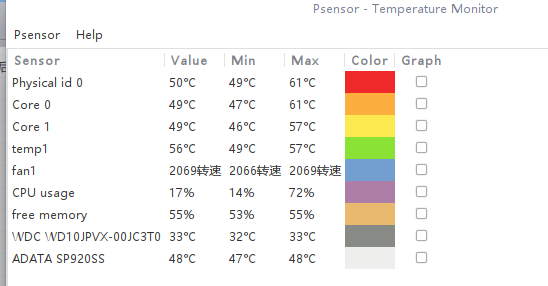 Psensor - Temperature Monitor
Psensor Help
Sensor Value Min Max Color Graph
Physical id 0 50°C 49°C 61°C
Core 0 49°C 47°C 61°C
Core 1 49°C 46°C 57°C
temp1 56°C 49°C 57°C
fan1 2069转速 2066转速 2069转速
CPU usage 17% 14% 72%
free memory 55% 53% 55%
WDC WD10JPVX-00JC3T0 33°C 32°C 33°C
ADATA SP920SS 48°C 47°C 48°C